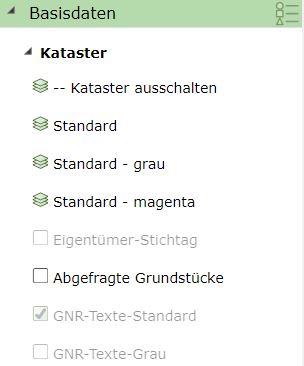 Basisdaten
Kataster
-- Kataster ausschalten
Standard
Standard - grau
Standard - magenta
Eigentümer-Stichtag
Abgefragte Grundstücke
GNR-Texte-Standard
GNR-Texte-Grau